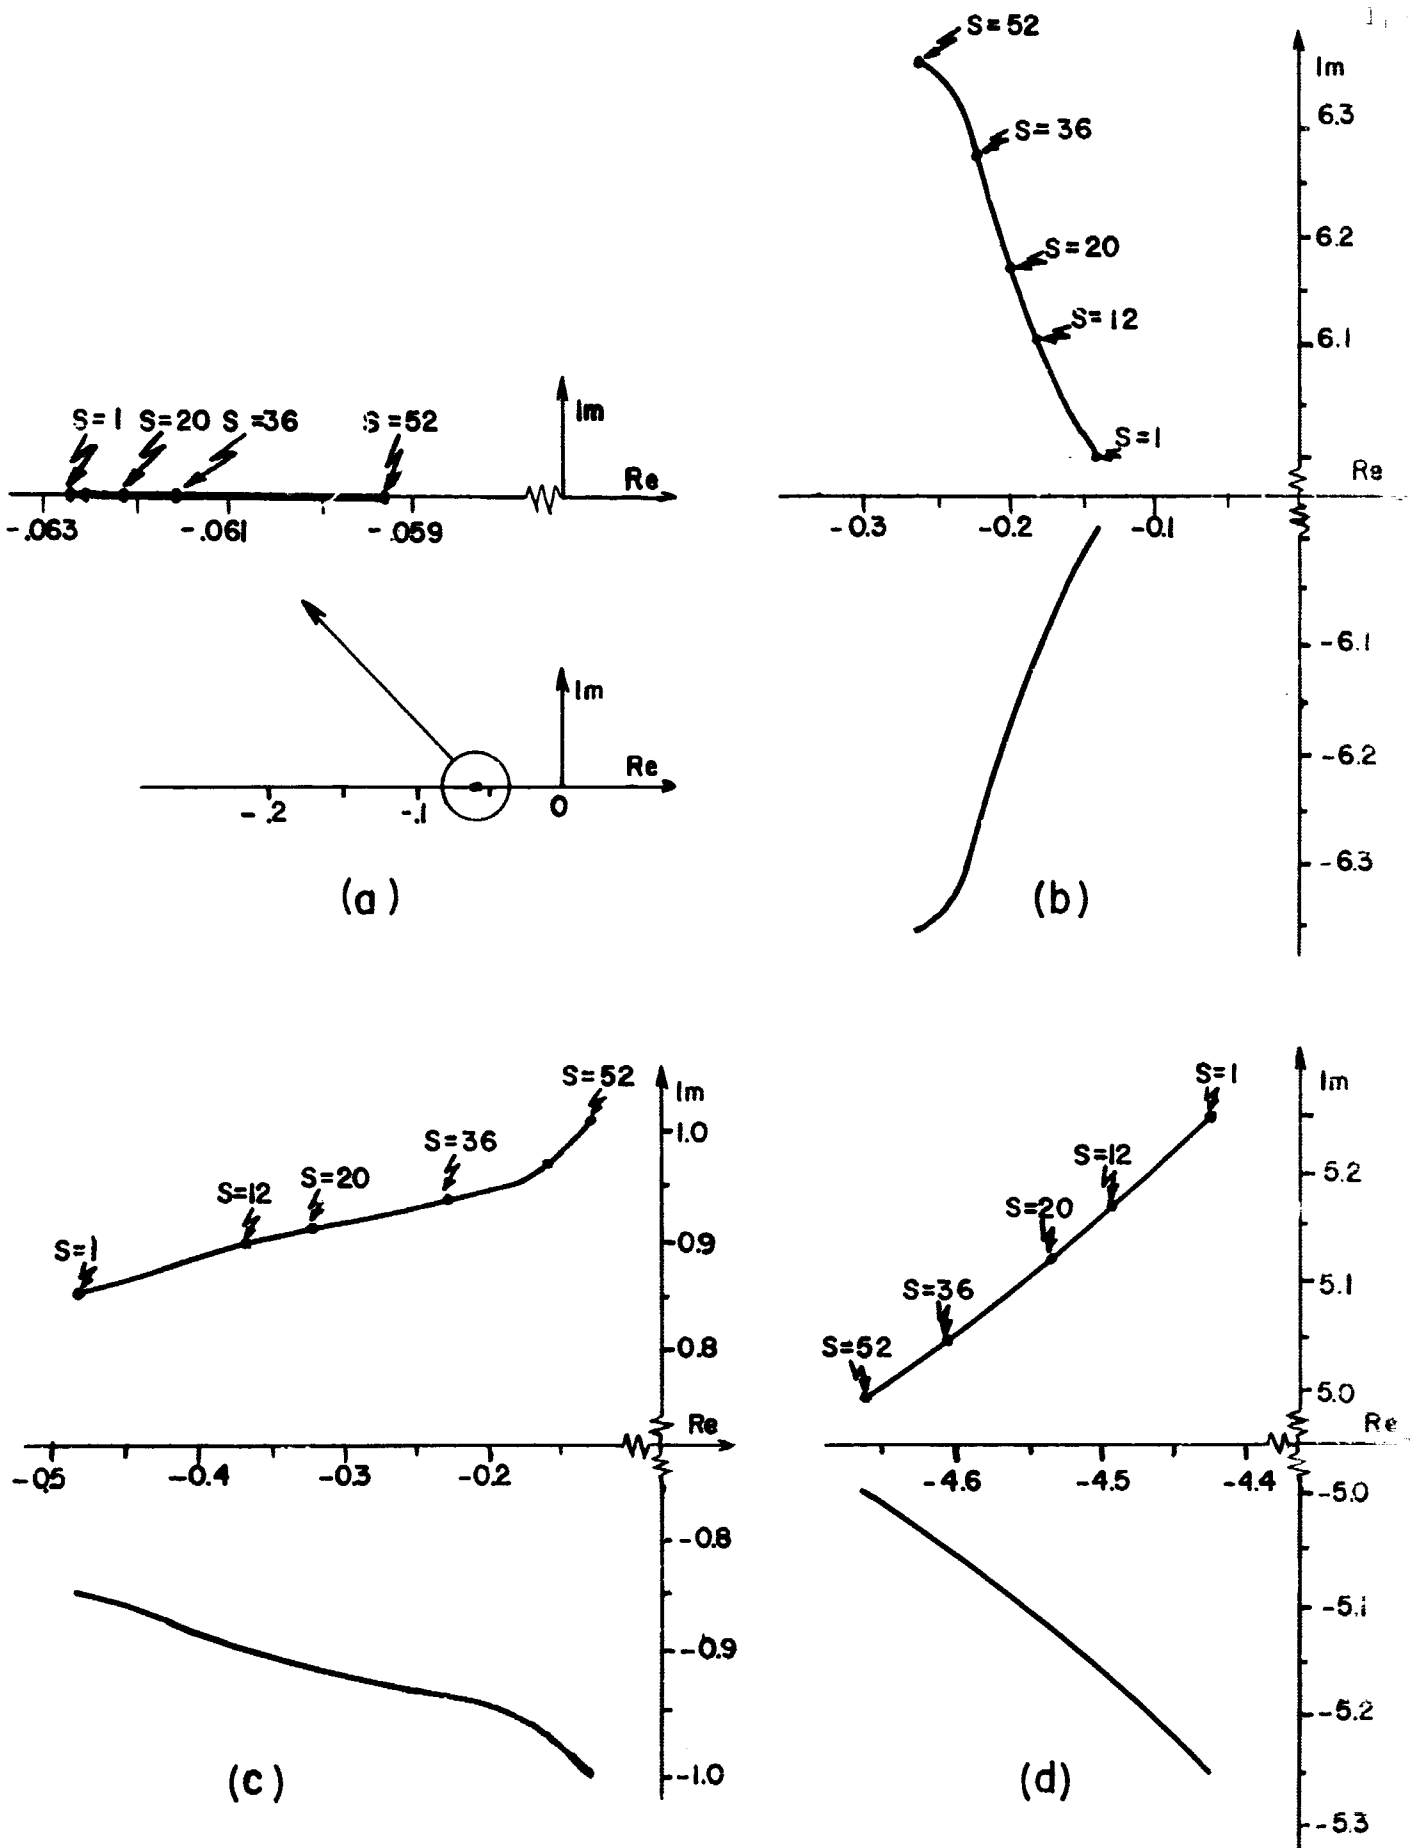 S=1 S=20 S=36 S=52
Im
Re
-.063 -.061 -.059
Im
Re
-.2 -.1 0
(a)
S=52
S=36
S=20
S=12
S=1
Im
6.3
6.2
6.1
Re
-0.3 -0.2 -0.1
-6.1
-6.2
-6.3
(b)
S=52
S=36
S=20
S=12
S=1
Im
1.0
0.9
0.8
Re
-0.5 -0.4 -0.3 -0.2
-0.8
-0.9
-1.0
(c)
S=1
S=12
S=20
S=36
S=52
Im
5.2
5.1
5.0
Re
-4.6 -4.5 -4.4
-5.0
-5.1
-5.2
-5.3
(d)